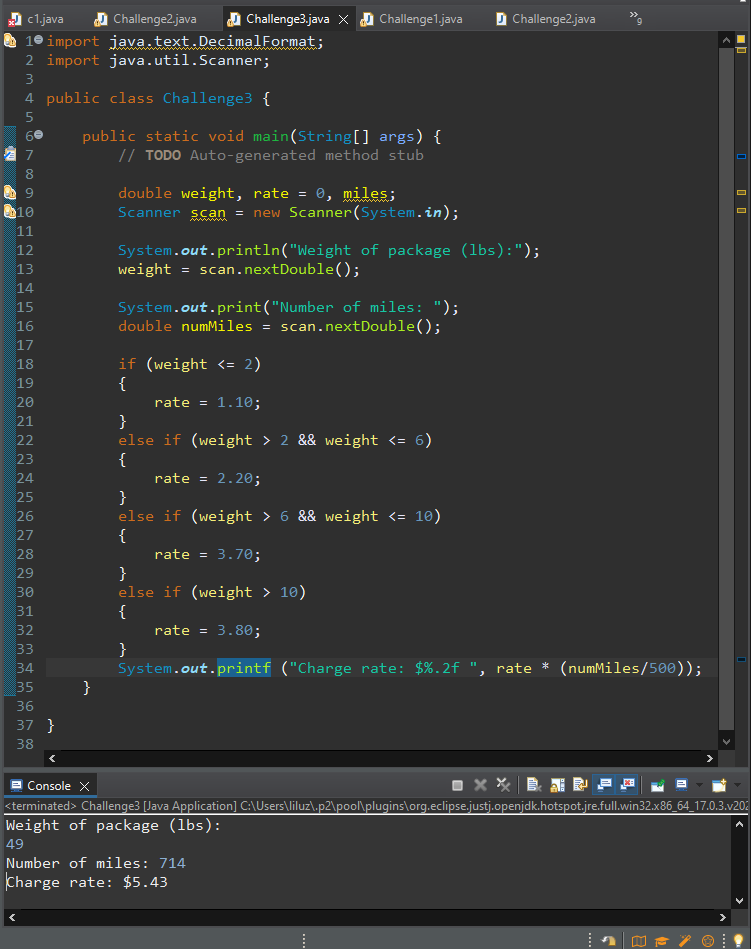 c1.java Challenge2.java Challenge3.java Challenge1.java Challenge2.java »9
1 import java.text.DecimalFormat;
2 import java.util.Scanner;
3
4 public class Challenge3 {
5
6 public static void main(String[] args) {
7 // TODO Auto-generated method stub
8
9 double weight, rate = 0, miles;
10 Scanner scan = new Scanner(System.in);
11
12 System.out.println("Weight of package (lbs):");
13 weight = scan.nextDouble();
14
15 System.out.print("Number of miles: ");
16 double numMiles = scan.nextDouble();
17
18 if (weight <= 2)
19 {
20 rate = 1.10;
21 }
22 else if (weight > 2 && weight <= 6)
23 {
24 rate = 2.20;
25 }
26 else if (weight > 6 && weight <= 10)
27 {
28 rate = 3.70;
29 }
30 else if (weight > 10)
31 {
32 rate = 3.80;
33 }
34 System.out.printf ("Charge rate: $%.2f ", rate * (numMiles/500));
35 }
36
37 }
38
Console
<terminated> Challenge3 [Java Application] C:\Users\liluz\.p2\pool\plugins\org.eclipse.justj.openjdk.hotspot.jre.full.win32.x86_64_17.0.3.v202
Weight of package (lbs):
49
Number of miles: 714
Charge rate: $5.43